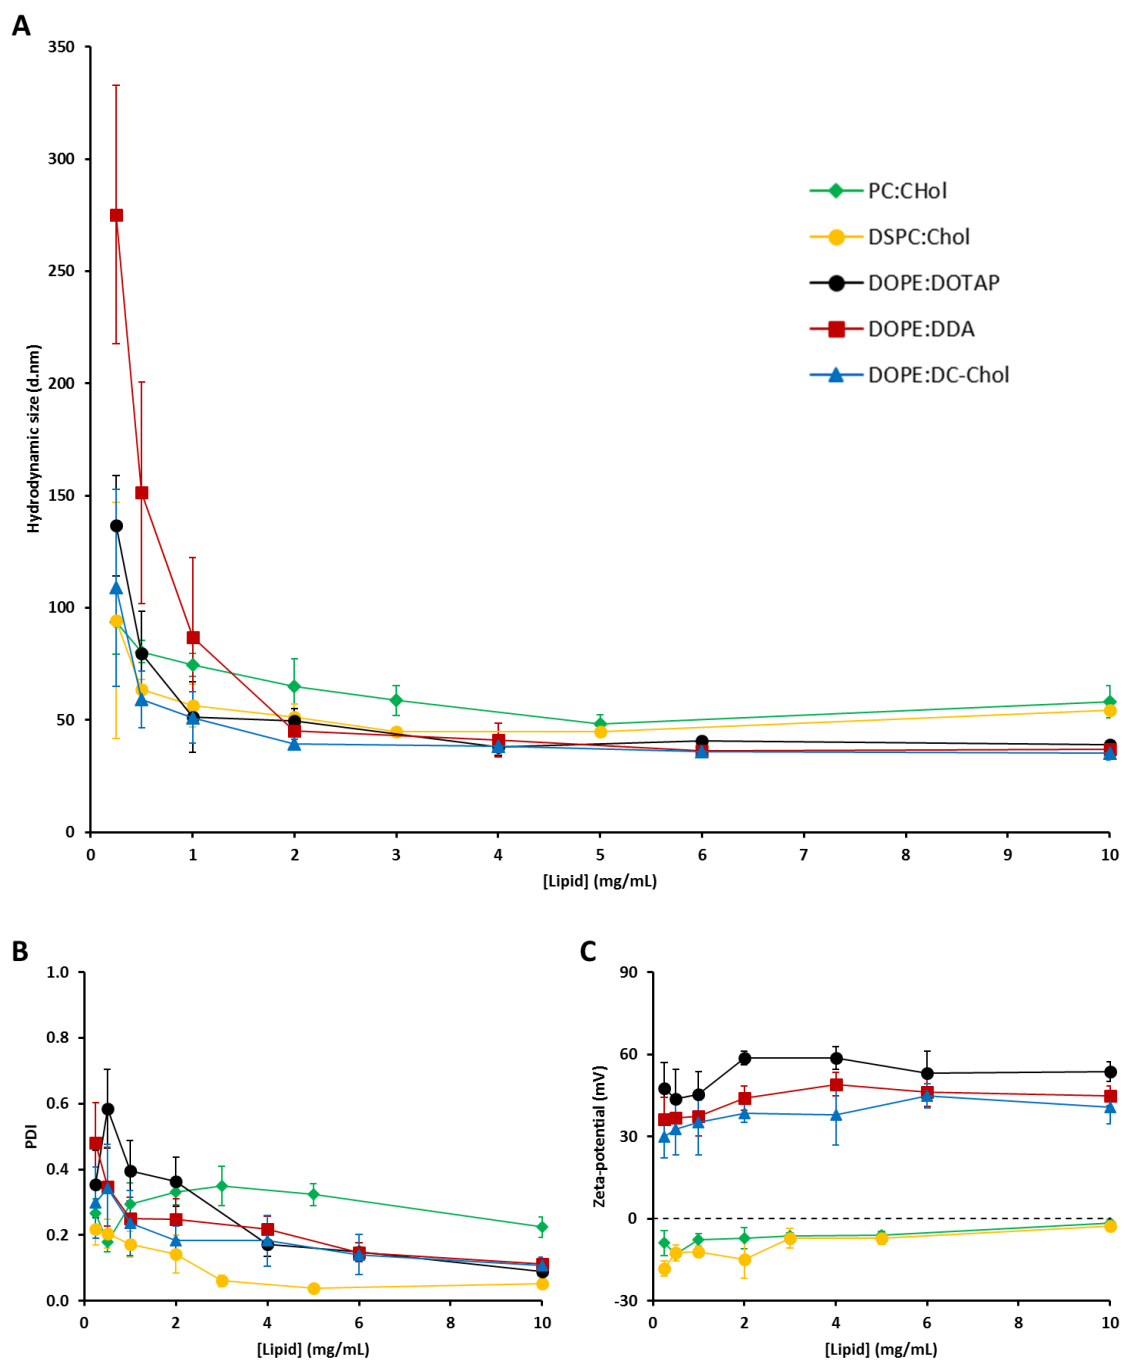 A
350
300
250
200
150
100
50
0
Hydrodynamic size (d.nm)
PC:CHol
DSPC:Chol
DOPE:DOTAP
DOPE:DDA
DOPE:DC-Chol
0 1 2 3 4 5 6 7 8 9 10
[Lipid] (mg/mL)
B
1.0
0.8
0.6
0.4
0.2
0.0
PDI
0 2 4 6 8 10
[Lipid] (mg/mL)
C
90
60
30
0
-30
Zeta-potential (mV)
0 2 4 6 8 10
[Lipid] (mg/mL)